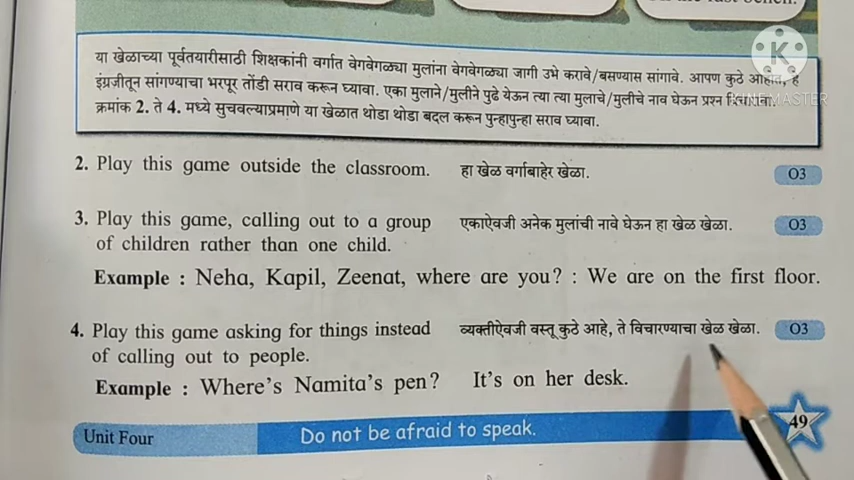 या खेळाच्या पूर्वतयारीसाठी शिक्षकांनी वर्गात वेगवेगळ्या मुलांना वेगवेगळ्या जागी उभे करावे/बसण्यास सांगावे. आपण कुठे आहोत, हे
इंग्रजीतून सांगण्याचा भरपूर तोंडी सराव करून घ्यावा. एका मुलाने/मुलीने पुढे येऊन त्या त्या मुलाचे/मुलीचे नाव घेऊन प्रश्न विचारावा.
क्रमांक 2. ते 4. मध्ये सुचवल्याप्रमाणे या खेळात थोडा थोडा बदल करून पुन्हापुन्हा सराव घ्यावा.
K
KINEMASTER
2. Play this game outside the classroom. हा खेळ वर्गाबाहेर खेळा. O3
3. Play this game, calling out to a group एकाऐवजी अनेक मुलांची नावे घेऊन हा खेळ खेळा. O3
of children rather than one child.
Example : Neha, Kapil, Zeenat, where are you? : We are on the first floor.
4. Play this game asking for things instead व्यक्तीऐवजी वस्तू कुठे आहे, ते विचारण्याचा खेळ खेळा. O3
of calling out to people.
Example : Where's Namita's pen? It's on her desk.
Unit Four Do not be afraid to speak. 49